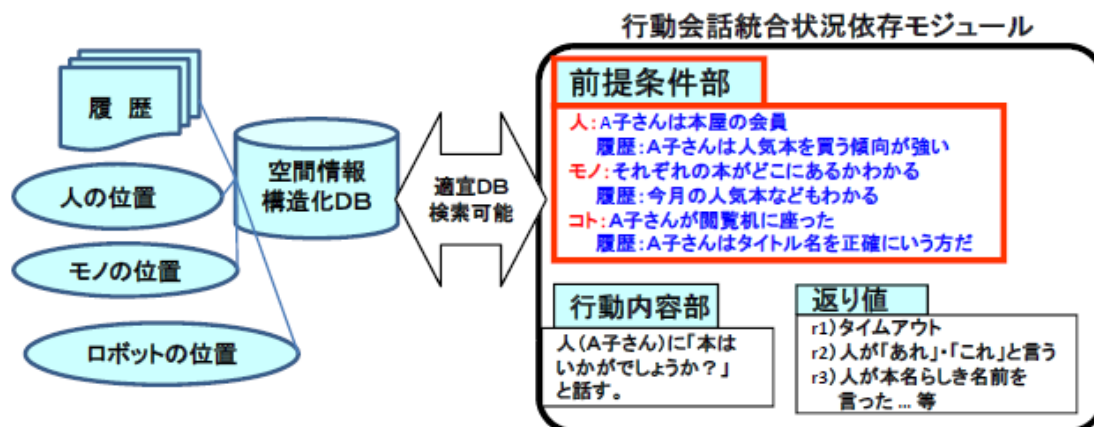 行動会話統合状況依存モジュール
履 歴
人の位置
モノの位置
ロボットの位置
空間情報
構造化DB
適宜DB
検索可能
前提条件部
人:A子さんは本屋の会員
履歴:A子さんは人気本を買う傾向が強い
モノ:それぞれの本がどこにあるかわかる
履歴:今月の人気本などもわかる
コト:A子さんが閲覧机に座った
履歴:A子さんはタイトル名を正確にいう方だ
行動内容部
人(A子さん)に「本は
いかがでしょうか?」
と話す。
返り値
r1)タイムアウト
r2)人が「あれ」・「これ」と言う
r3)人が本名らしき名前を
言った … 等